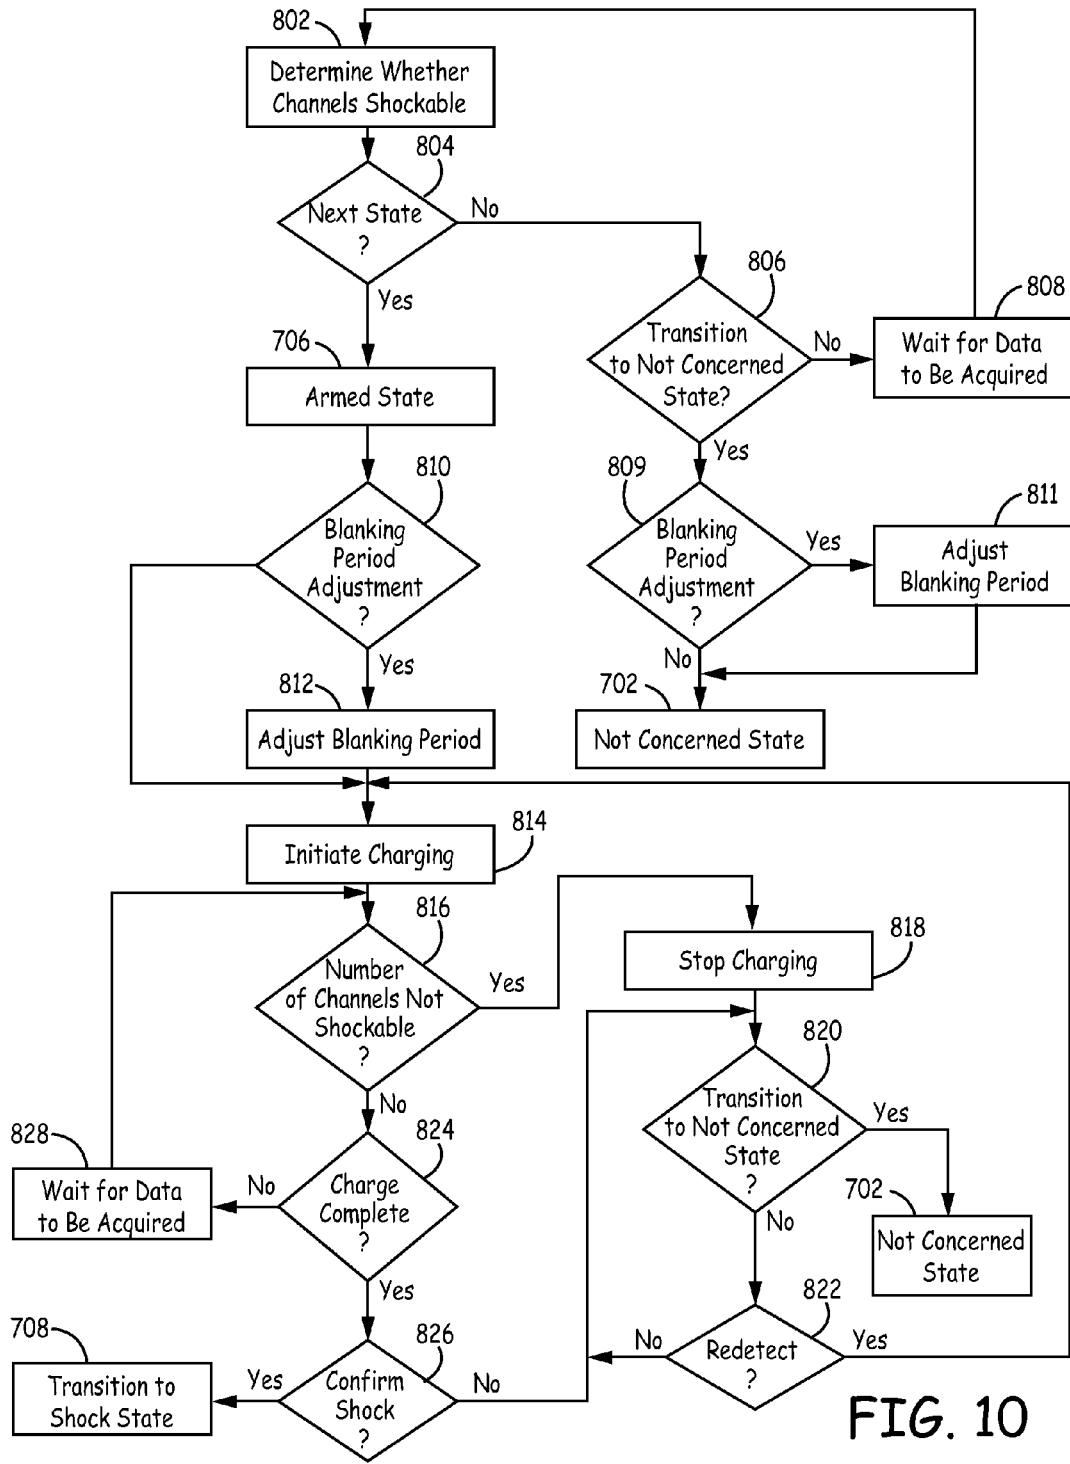 802
Determine Whether
Channels Shockable
804
Next State
?
No
Yes
806
Transition
to Not Concerned
State?
No
808
Wait for Data
to Be Acquired
Yes
706
Armed State
810
Blanking
Period
Adjustment
?
Yes
809
Blanking
Period
Adjustment
?
Yes
811
Adjust
Blanking Period
No
702
Not Concerned State
812
Adjust Blanking Period
814
Initiate Charging
816
Number
of Channels Not
Shockable
?
Yes
No
818
Stop Charging
820
Transition
to Not Concerned
State
?
Yes
No
702
Not Concerned
State
824
Charge
Complete
?
No
Yes
828
Wait for Data
to Be Acquired
822
Redetect
?
No
Yes
826
Confirm
Shock
?
Yes
No
708
Transition to
Shock State
FIG. 10